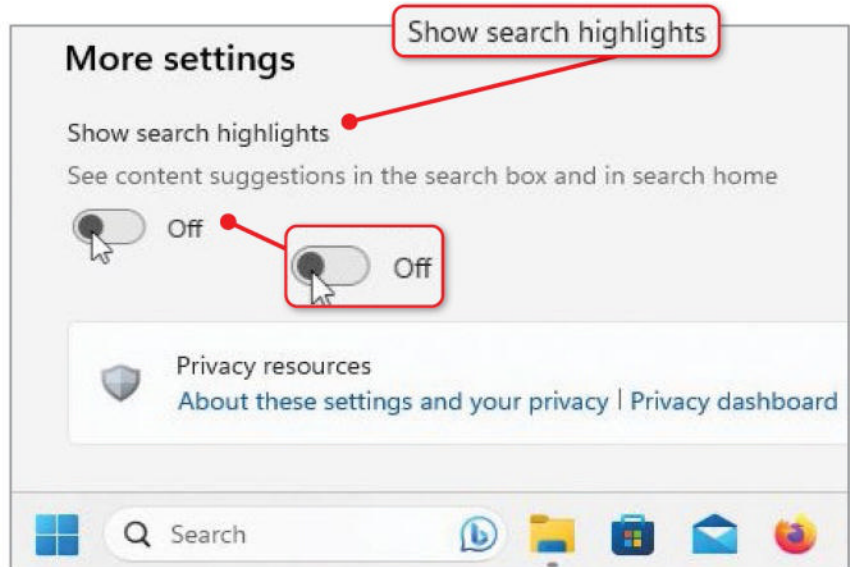 Show search highlights
More settings
Show search highlights
See content suggestions in the search box and in search home
Off
Off
Privacy resources
About these settings and your privacy | Privacy dashboard
Search